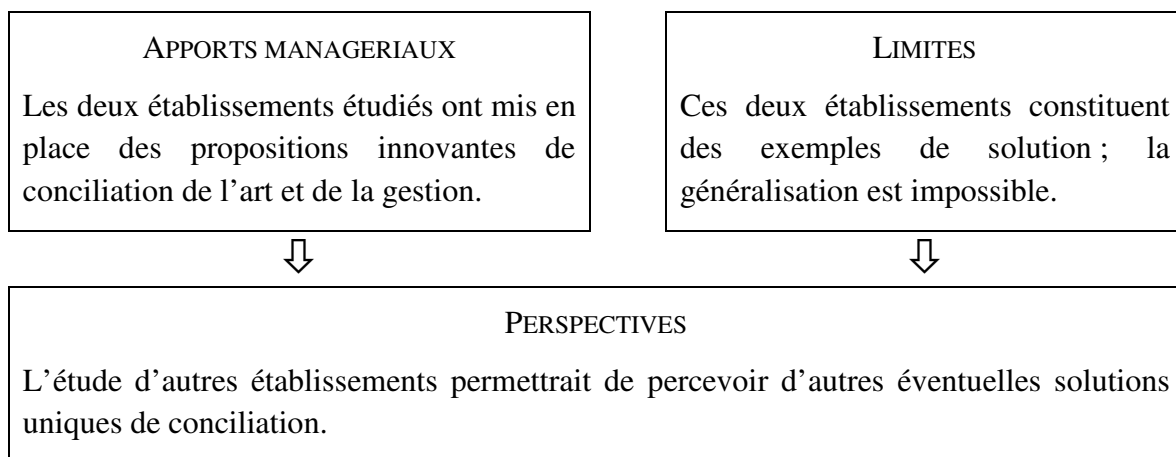 APPORTS MANAGERIAUX
Les deux établissements étudiés ont mis en
place des propositions innovantes de
conciliation de l’art et de la gestion.
LIMITES
Ces deux établissements constituent
des exemples de solution ; la
généralisation est impossible.
PERSPECTIVES
L’étude d’autres établissements permettrait de percevoir d’autres éventuelles solutions
uniques de conciliation.